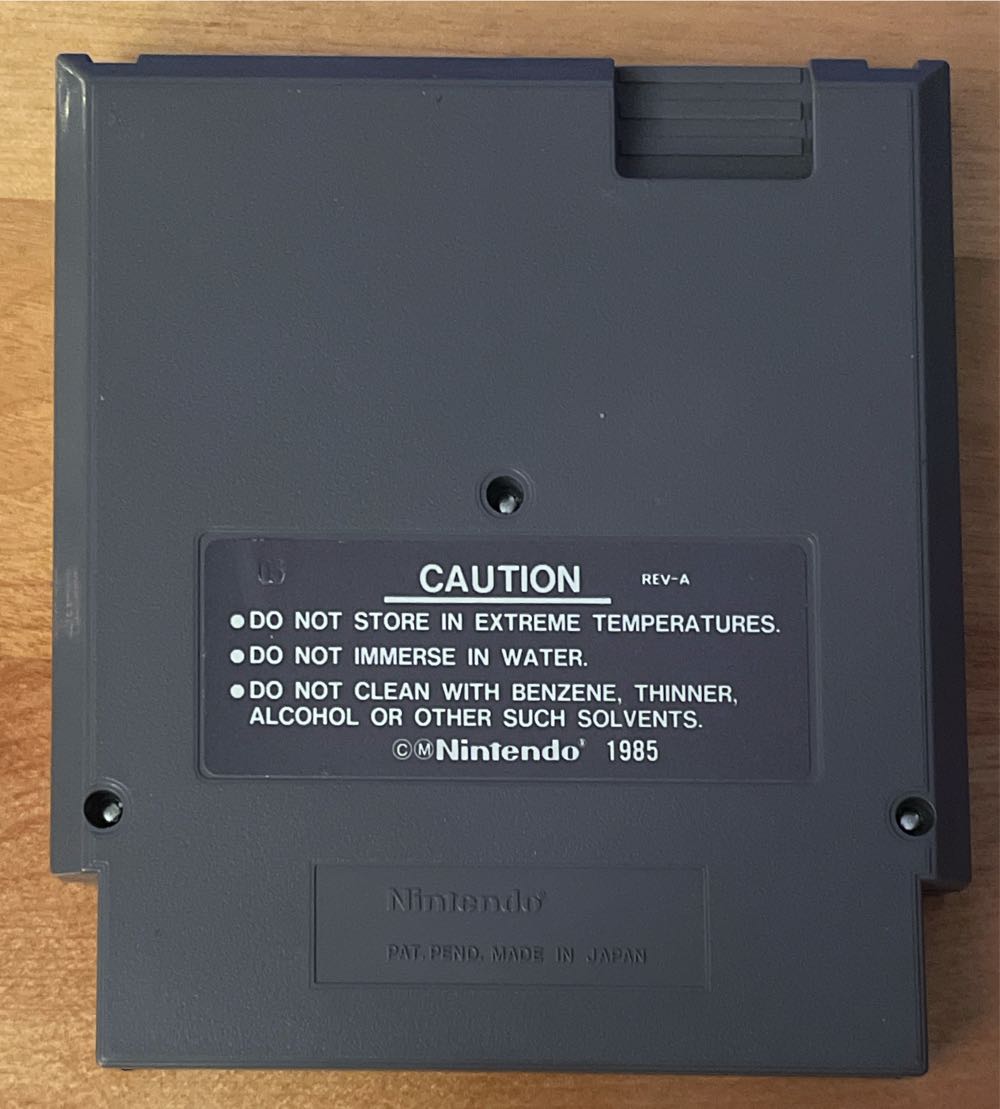 CAUTION REV-A
●DO NOT STORE IN EXTREME TEMPERATURES.
●DO NOT IMMERSE IN WATER.
●DO NOT CLEAN WITH BENZENE, THINNER,
ALCOHOL OR OTHER SUCH SOLVENTS.
ⒸⓂNintendo® 1985
Nintendo®
PAT. PEND. MADE IN JAPAN